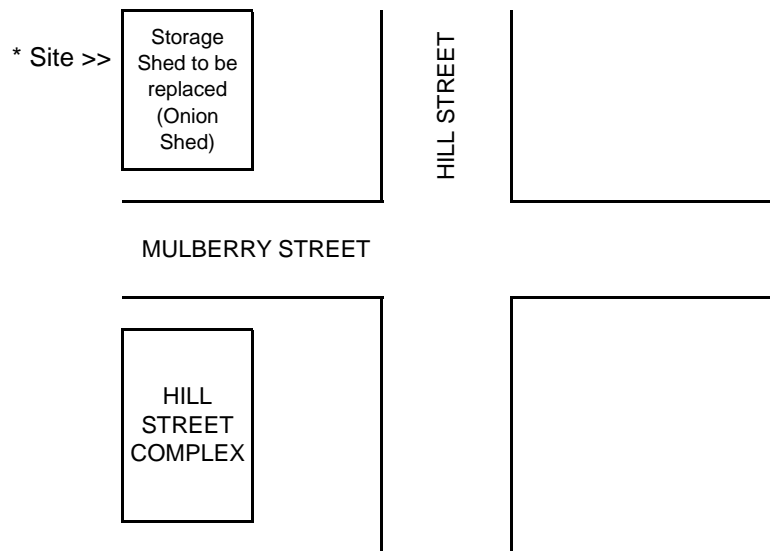 * Site >>
Storage
Shed to be
replaced
(Onion
Shed)
HILL STREET
MULBERRY STREET
HILL
STREET
COMPLEX